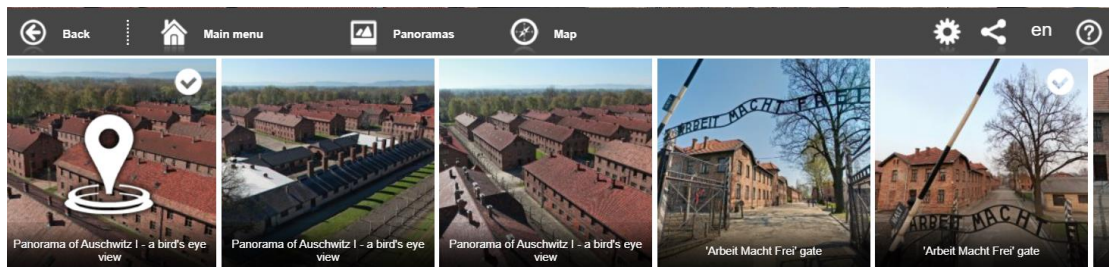 Back
Main menu
Panoramas
Map
en
?
ARBEIT MACHT FREI
ARBEIT MACHT
Panorama of Auschwitz I - a bird's eye
view
Panorama of Auschwitz I - a bird's eye
view
Panorama of Auschwitz I - a bird's eye
view
'Arbeit Macht Frei' gate
'Arbeit Macht Frei' gate